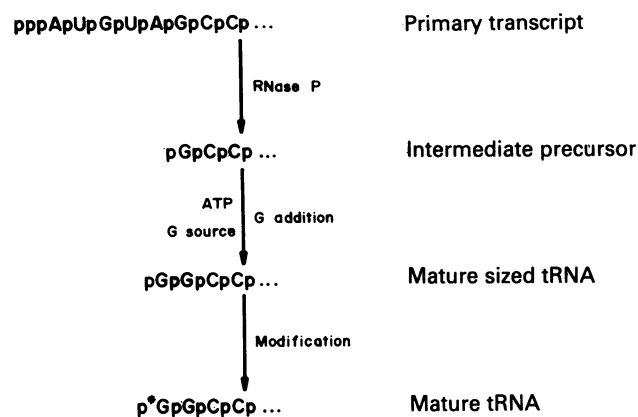 pppApUpGpUpApGpCpCp... Primary transcript
RNase P
pGpCpCp... Intermediate precursor
ATP
G source G addition
pGpGpCpCp... Mature sized tRNA
Modification
p*GpGpCpCp... Mature tRNA